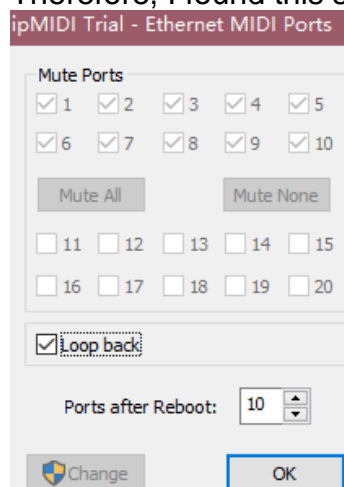 ipMIDI Trial - Ethernet MIDI Ports
Mute Ports
1 2 3 4 5
6 7 8 9 10
Mute All Mute None
11 12 13 14 15
16 17 18 19 20
Loop back
Ports after Reboot: 10
Change OK